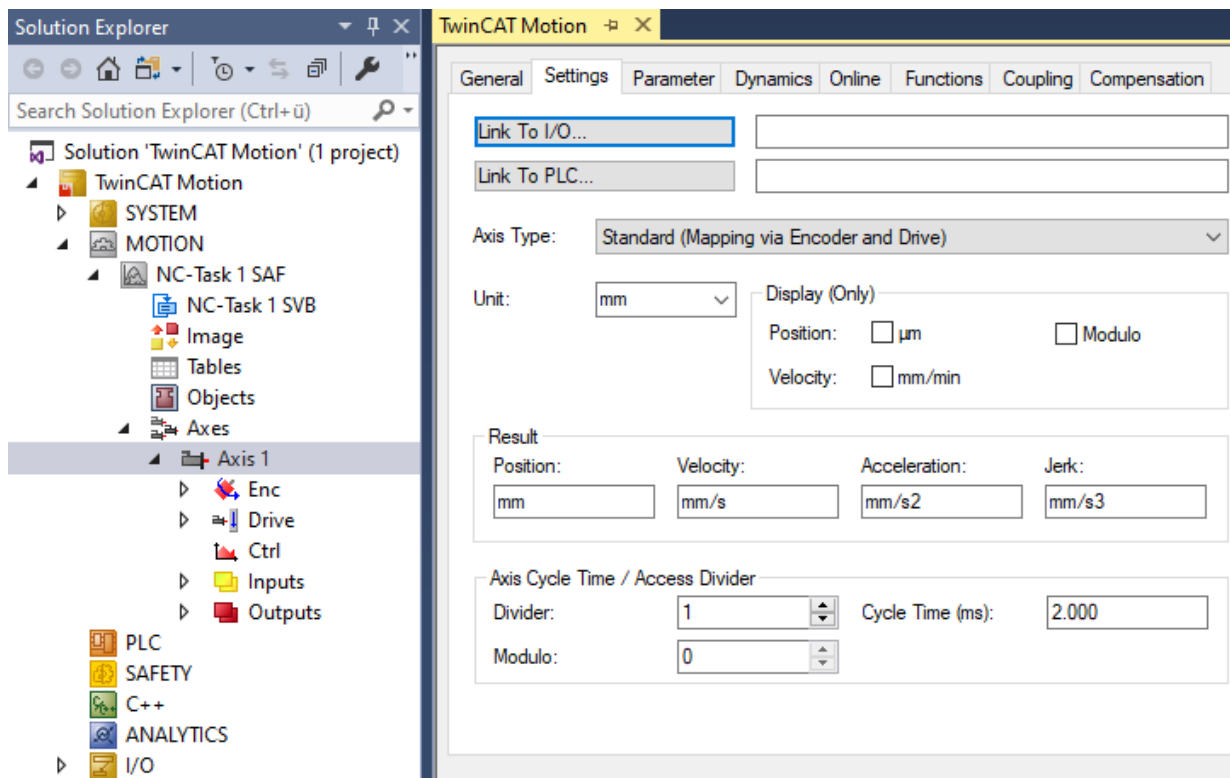 Solution Explorer
Search Solution Explorer (Ctrl+ü)
Solution 'TwinCAT Motion' (1 project)
TwinCAT Motion
SYSTEM
MOTION
NC-Task 1 SAF
NC-Task 1 SVB
Image
Tables
Objects
Axes
Axis 1
Enc
Drive
Ctrl
Inputs
Outputs
PLC
SAFETY
C++
ANALYTICS
I/O
TwinCAT Motion
General Settings Parameter Dynamics Online Functions Coupling Compensation
Link To I/O...
Link To PLC...
Axis Type: Standard (Mapping via Encoder and Drive)
Unit: mm
Display (Only)
Position: µm Modulo
Velocity: mm/min
Result
Position: Velocity: Acceleration: Jerk:
mm mm/s mm/s2 mm/s3
Axis Cycle Time / Access Divider
Divider: 1 Cycle Time (ms): 2.000
Modulo: 0